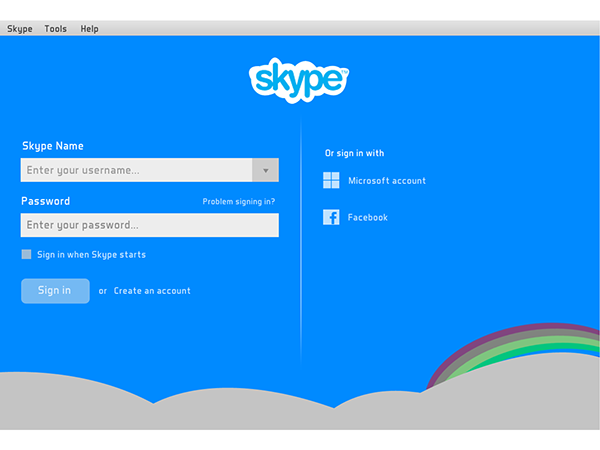 Skype Tools Help
skype™
Skype Name
Enter your username...
Password
Problem signing in?
Enter your password...
Sign in when Skype starts
Sign in or Create an account
Or sign in with
Microsoft account
Facebook